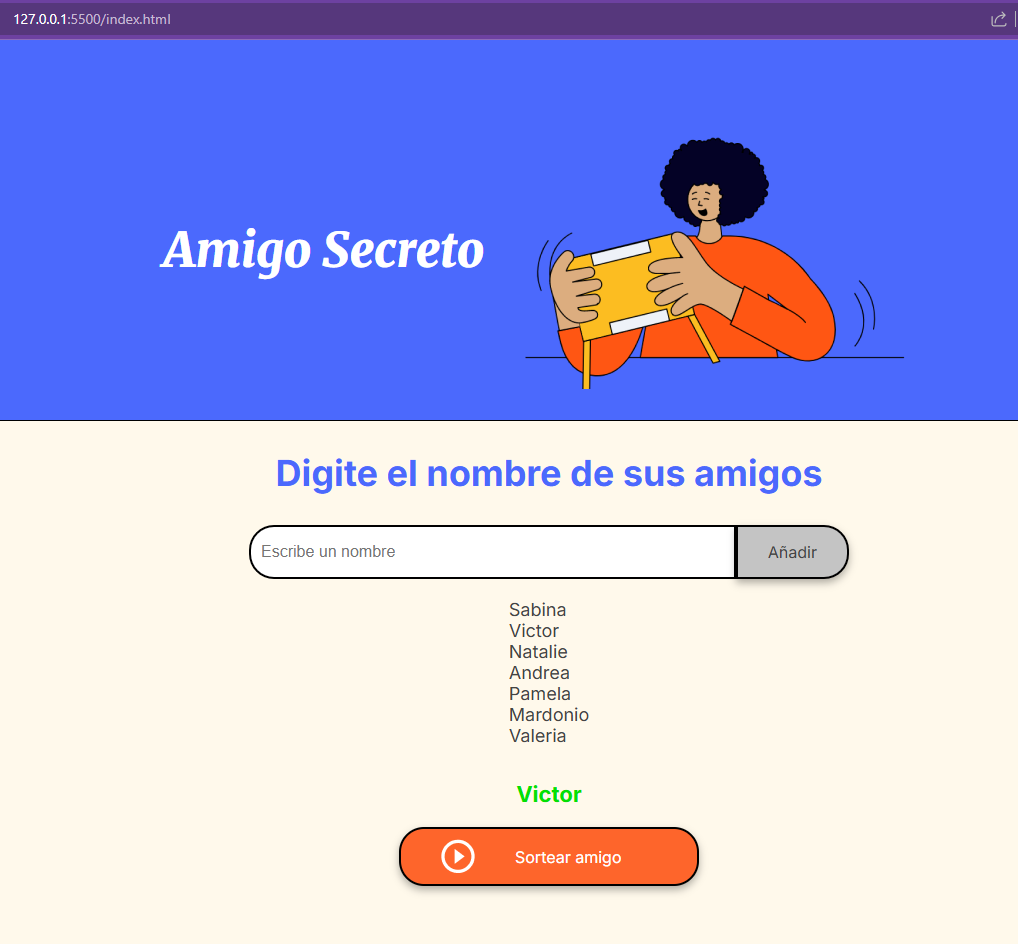 127.0.0.1:5500/index.html
Amigo Secreto
Digite el nombre de sus amigos
Escribe un nombre
Añadir
Sabina
Victor
Natalie
Andrea
Pamela
Mardonio
Valeria
Victor
Sortear amigo